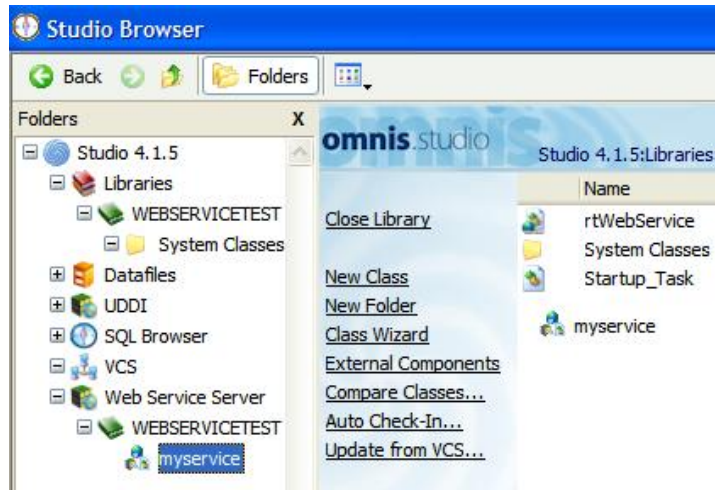 Studio Browser
Back Folders
Folders X
Studio 4.1.5
Libraries
WEBSERVICETEST
System Classes
Datafiles
UDDI
SQL Browser
VCS
Web Service Server
WEBSERVICETEST
myservice
omnis.studio
Studio 4.1.5:Libraries
Close Library
New Class
New Folder
Class Wizard
External Components
Compare Classes...
Auto Check-In...
Update from VCS...
Name
rtWebService
System Classes
Startup_Task
myservice